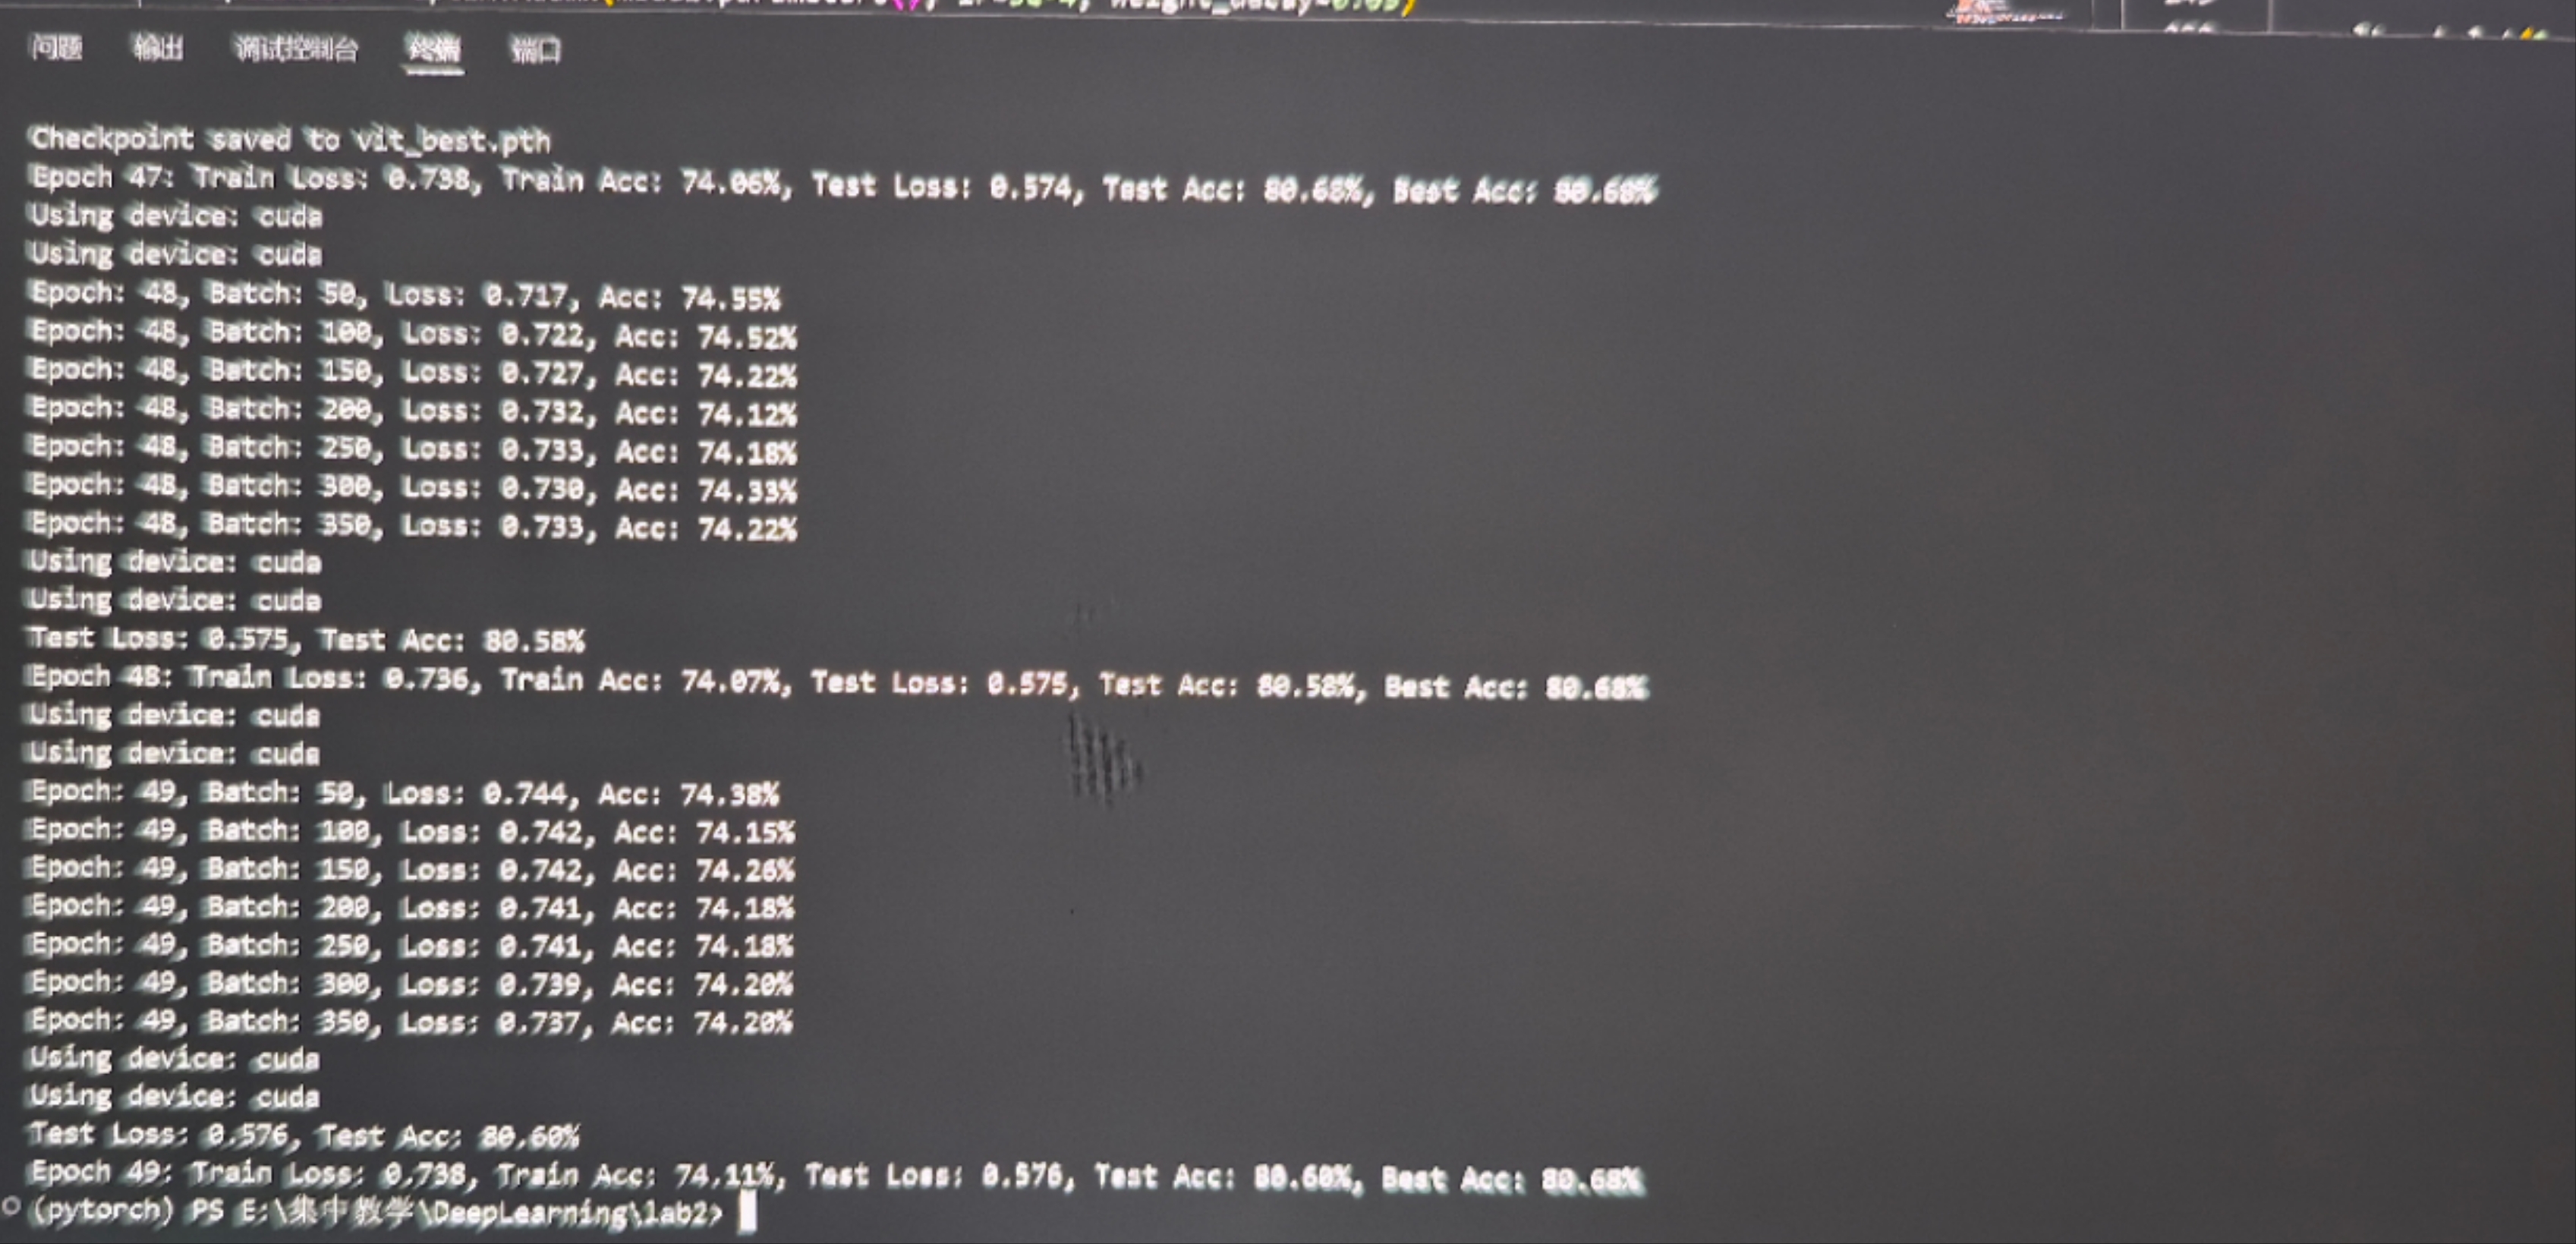 问题 输出 调试控制台 终端 端口
Checkpoint saved to vit_best.pth
Epoch 47: Train Loss: 0.738, Train Acc: 74.06%, Test Loss: 0.574, Test Acc: 80.68%, Best Acc: 80.68%
Using device: cuda
Using device: cuda
Epoch: 48, Batch: 50, Loss: 0.717, Acc: 74.55%
Epoch: 48, Batch: 100, Loss: 0.722, Acc: 74.52%
Epoch: 48, Batch: 150, Loss: 0.727, Acc: 74.22%
Epoch: 48, Batch: 200, Loss: 0.732, Acc: 74.12%
Epoch: 48, Batch: 250, Loss: 0.733, Acc: 74.18%
Epoch: 48, Batch: 300, Loss: 0.730, Acc: 74.33%
Epoch: 48, Batch: 350, Loss: 0.733, Acc: 74.22%
Using device: cuda
Using device: cuda
Test Loss: 0.575, Test Acc: 80.58%
Epoch 48: Train Loss: 0.736, Train Acc: 74.07%, Test Loss: 0.575, Test Acc: 80.58%, Best Acc: 80.68%
Using device: cuda
Using device: cuda
Epoch: 49, Batch: 50, Loss: 0.744, Acc: 74.38%
Epoch: 49, Batch: 100, Loss: 0.742, Acc: 74.15%
Epoch: 49, Batch: 150, Loss: 0.742, Acc: 74.26%
Epoch: 49, Batch: 200, Loss: 0.741, Acc: 74.18%
Epoch: 49, Batch: 250, Loss: 0.741, Acc: 74.18%
Epoch: 49, Batch: 300, Loss: 0.739, Acc: 74.20%
Epoch: 49, Batch: 350, Loss: 0.737, Acc: 74.20%
Using device: cuda
Using device: cuda
Test Loss: 0.576, Test Acc: 80.60%
Epoch 49: Train Loss: 0.738, Train Acc: 74.11%, Test Loss: 0.576, Test Acc: 80.60%, Best Acc: 80.68%
(pytorch) PS E:\集中教学\DeepLearning\lab2>